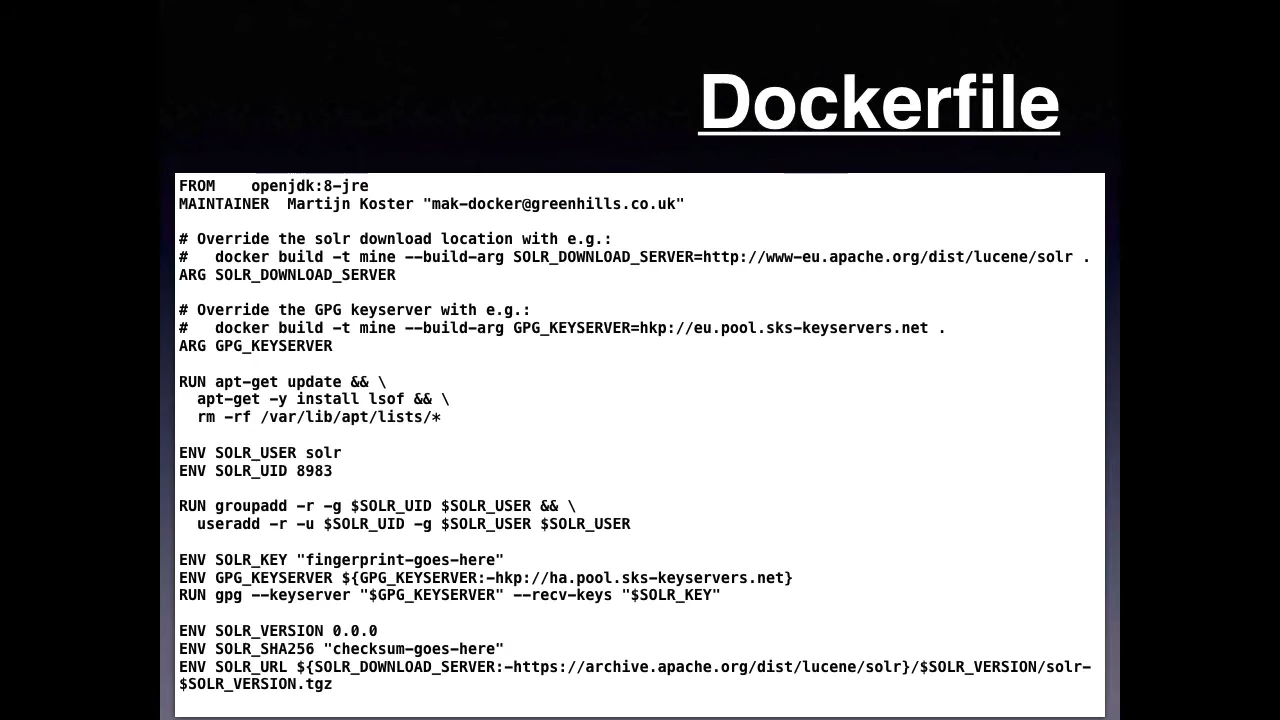 Dockerfile
FROM    openjdk:8-jre
MAINTAINER  Martijn Koster "mak-docker@greenhills.co.uk"
# Override the solr download location with e.g.:
#   docker build -t mine --build-arg SOLR_DOWNLOAD_SERVER=http://www-eu.apache.org/dist/lucene/solr .
ARG SOLR_DOWNLOAD_SERVER
# Override the GPG keyserver with e.g.:
#   docker build -t mine --build-arg GPG_KEYSERVER=hkp://eu.pool.sks-keyservers.net .
ARG GPG_KEYSERVER
RUN apt-get update && \
  apt-get -y install lsof && \
  rm -rf /var/lib/apt/lists/*
ENV SOLR_USER solr
ENV SOLR_UID 8983
RUN groupadd -r -g $SOLR_UID $SOLR_USER && \
  useradd -r -u $SOLR_UID -g $SOLR_USER $SOLR_USER
ENV SOLR_KEY "fingerprint-goes-here"
ENV GPG_KEYSERVER ${GPG_KEYSERVER:-hkp://ha.pool.sks-keyservers.net}
RUN gpg --keyserver "$GPG_KEYSERVER" --recv-keys "$SOLR_KEY"
ENV SOLR_VERSION 0.0.0
ENV SOLR_SHA256 "checksum-goes-here"
ENV SOLR_URL ${SOLR_DOWNLOAD_SERVER:-https://archive.apache.org/dist/lucene/solr}/$SOLR_VERSION/solr-
$SOLR_VERSION.tgz